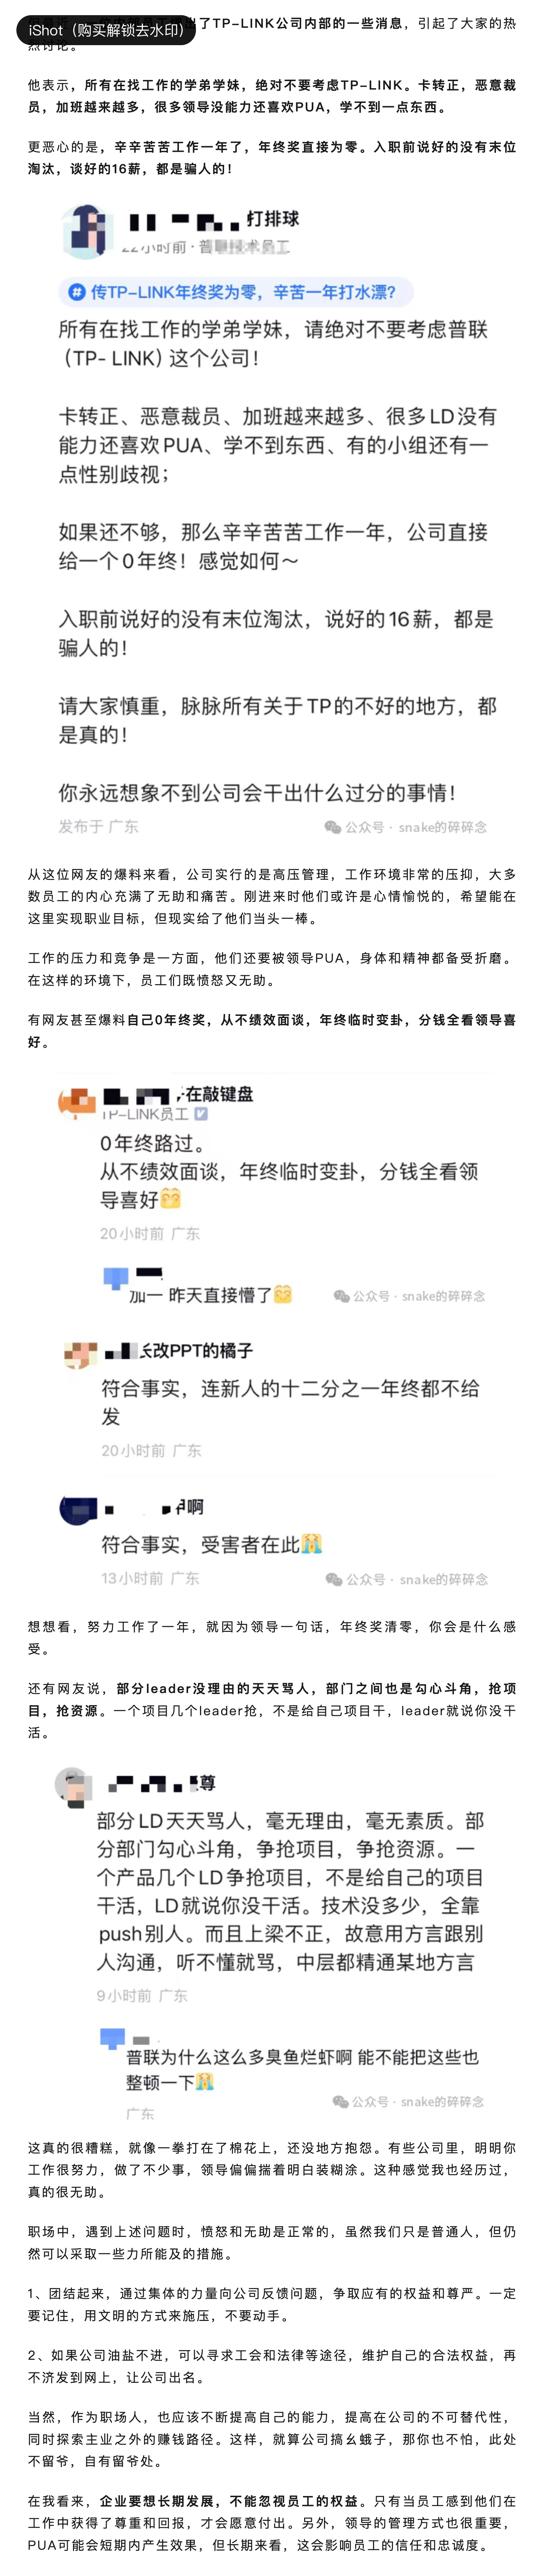 iShot（购买解锁去水印）
出了TP-LINK公司内部的一些消息，引起了大家的热
烈讨论。
他表示，所有在找工作的学弟学妹，绝对不要考虑TP-LINK。卡转正，恶意裁
员，加班越来越多，很多领导没能力还喜欢PUA，学不到一点东西。
更恶心的是，辛辛苦苦工作一年了，年终奖直接为零。入职前说好的没有末位
淘汰，谈好的16薪，都是骗人的！
打排球
22小时前·普联技术员工
# 传TP-LINK年终奖为零，辛苦一年打水漂？
所有在找工作的学弟学妹，请绝对不要考虑普联
（TP- LINK）这个公司！
卡转正、恶意裁员、加班越来越多、很多LD没有
能力还喜欢PUA、学不到东西、有的小组还有一
点性别歧视；
如果还不够，那么辛辛苦苦工作一年，公司直接
给一个0年终！感觉如何～
入职前说好的没有末位淘汰，说好的16薪，都是
骗人的！
请大家慎重，脉脉所有关于TP的不好的地方，都
是真的！
你永远想象不到公司会干出什么过分的事情！
发布于 广东
公众号 · snake的碎碎念
从这位网友的爆料来看，公司实行的是高压管理，工作环境非常的压抑，大多
数员工的内心充满了无助和痛苦。刚进来时他们或许是心情愉悦的，希望能在
这里实现职业目标，但现实给了他们当头一棒。
工作的压力和竞争是一方面，他们还要被领导PUA，身体和精神都备受折磨。
在这样的环境下，员工们既愤怒又无助。
有网友甚至爆料自己0年终奖，从不绩效面谈，年终临时变卦，分钱全看领导喜
好。
在敲键盘
TP-LINK员工
0年终路过。
从不绩效面谈，年终临时变卦，分钱全看领
导喜好🤗
20小时前 广东
加一 昨天直接懵了🤗
公众号 · snake的碎碎念
改PPT的橘子
符合事实，连新人的十二分之一年终都不给
发
20小时前 广东
啊
符合事实，受害者在此😭
13小时前 广东
公众号 · snake的碎碎念
想想看，努力工作了一年，就因为领导一句话，年终奖清零，你会是什么感
受。
还有网友说，部分leader没理由的天天骂人，部门之间也是勾心斗角，抢项
目，抢资源。一个项目几个leader抢，不是给自己项目干，leader就说你没干
活。
尊
部分LD天天骂人，毫无理由，毫无素质。部
分部门勾心斗角，争抢项目，争抢资源。一
个产品几个LD争抢项目，不是给自己的项目
干活，LD就说你没干活。技术没多少，全靠
push别人。而且上梁不正，故意用方言跟别
人沟通，听不懂就骂，中层都精通某地方言
9小时前 广东
普联为什么这么多臭鱼烂虾啊 能不能把这些也
整顿一下😭
广东
公众号 · snake的碎碎念
这真的很糟糕，就像一拳打在了棉花上，还没地方抱怨。有些公司里，明明你
工作很努力，做了不少事，领导偏偏揣着明白装糊涂。这种感觉我也经历过，
真的很无助。
职场中，遇到上述问题时，愤怒和无助是正常的，虽然我们只是普通人，但仍
然可以采取一些力所能及的措施。
1、团结起来，通过集体的力量向公司反馈问题，争取应有的权益和尊严。一定
要记住，用文明的方式来施压，不要动手。
2、如果公司油盐不进，可以寻求工会和法律等途径，维护自己的合法权益，再
不济发到网上，让公司出名。
当然，作为职场人，也应该不断提高自己的能力，提高在公司的不可替代性，
同时探索主业之外的赚钱路径。这样，就算公司搞幺蛾子，那你也不怕，此处
不留爷，自有留爷处。
在我看来，企业要想长期发展，不能忽视员工的权益。只有当员工感到他们在
工作中获得了尊重和回报，才会愿意付出。另外，领导的管理方式也很重要，
PUA可能会短期内产生效果，但长期来看，这会影响员工的信任和忠诚度。